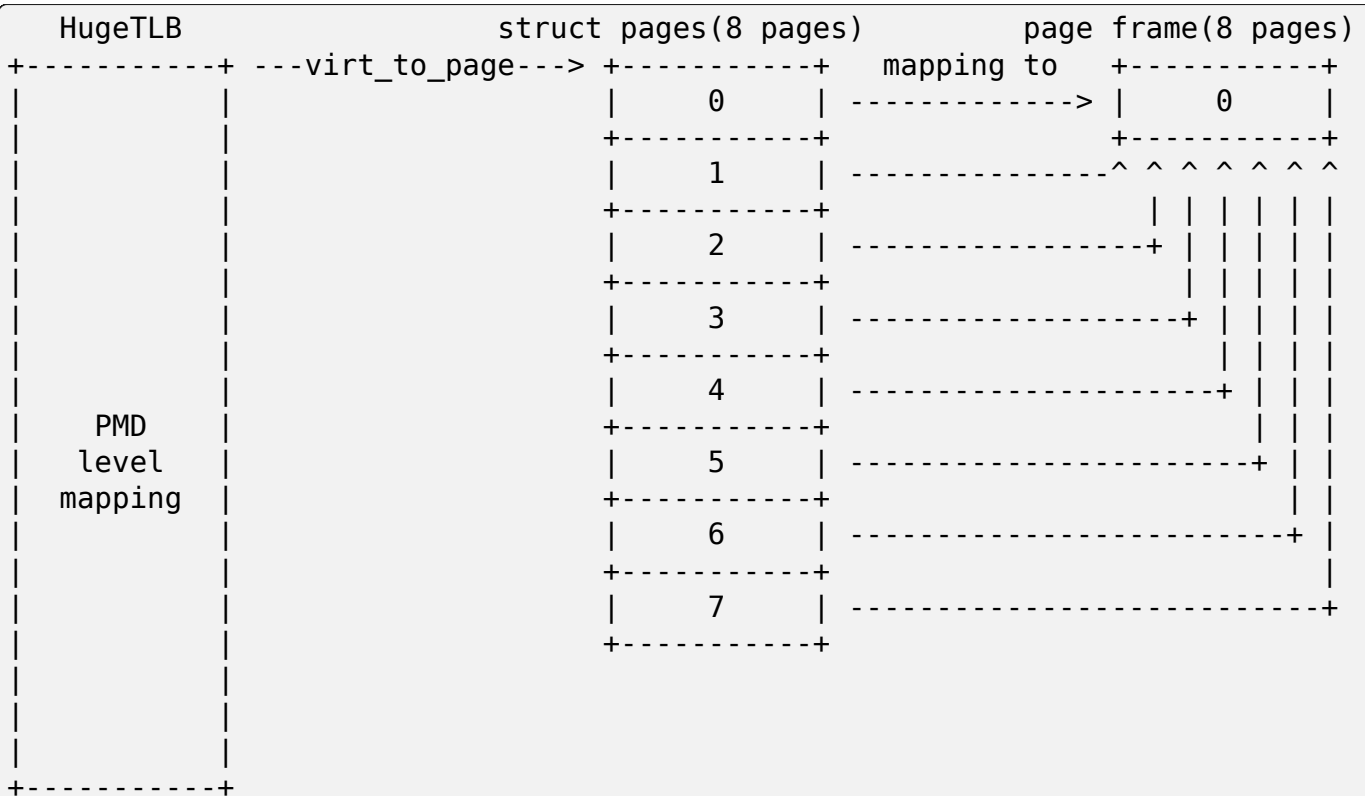 HugeTLB                  struct pages(8 pages)         page frame(8 pages)
+-----------+ ---virt_to_page---> +-----------+   mapping to   +-----------+
|           |                     |     0     | -------------> |     0     |
|           |                     +-----------+                +-----------+
|           |                     |     1     | ---------------^ ^ ^ ^ ^ ^ ^
|           |                     +-----------+                  | | | | | |
|           |                     |     2     | -----------------+ | | | | |
|           |                     +-----------+                    | | | | |
|           |                     |     3     | -------------------+ | | | |
|           |                     +-----------+                      | | | |
|           |                     |     4     | ---------------------+ | | |
|    PMD    |                     +-----------+                        | | |
|   level   |                     |     5     | -----------------------+ | |
|  mapping  |                     +-----------+                          | |
|           |                     |     6     | -------------------------+ |
|           |                     +-----------+                            |
|           |                     |     7     | ---------------------------+
|           |                     +-----------+
|           |
|           |
|           |
+-----------+